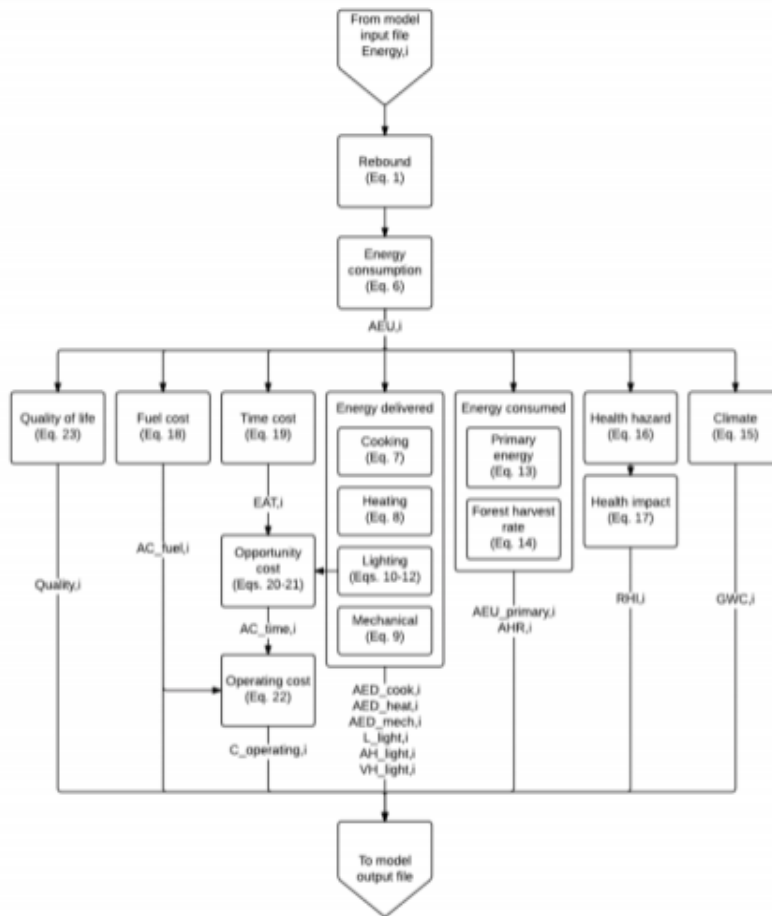 From model
input file
Energy,i
Rebound
(Eq. 1)
Energy
consumption
(Eq. 6)
AEU,i
Quality of life
(Eq. 23)
Fuel cost
(Eq. 18)
Time cost
(Eq. 19)
Energy delivered
Cooking
(Eq. 7)
Heating
(Eq. 8)
Lighting
(Eqs. 10-12)
Mechanical
(Eq. 9)
Energy consumed
Primary
energy
(Eq. 13)
Forest harvest
rate
(Eq. 14)
Health hazard
(Eq. 16)
Health impact
(Eq. 17)
Climate
(Eq. 15)
EAT,i
Opportunity
cost
(Eqs. 20-21)
AC_time,i
Operating cost
(Eq. 22)
C_operating,i
Quality,i
AC_fuel,i
AED_cook,i
AED_heat,i
AED_mech,i
L_light,i
AH_light,i
VH_light,i
AEU_primary,i
AHR,i
RHI,i
GWC,i
To model
output file